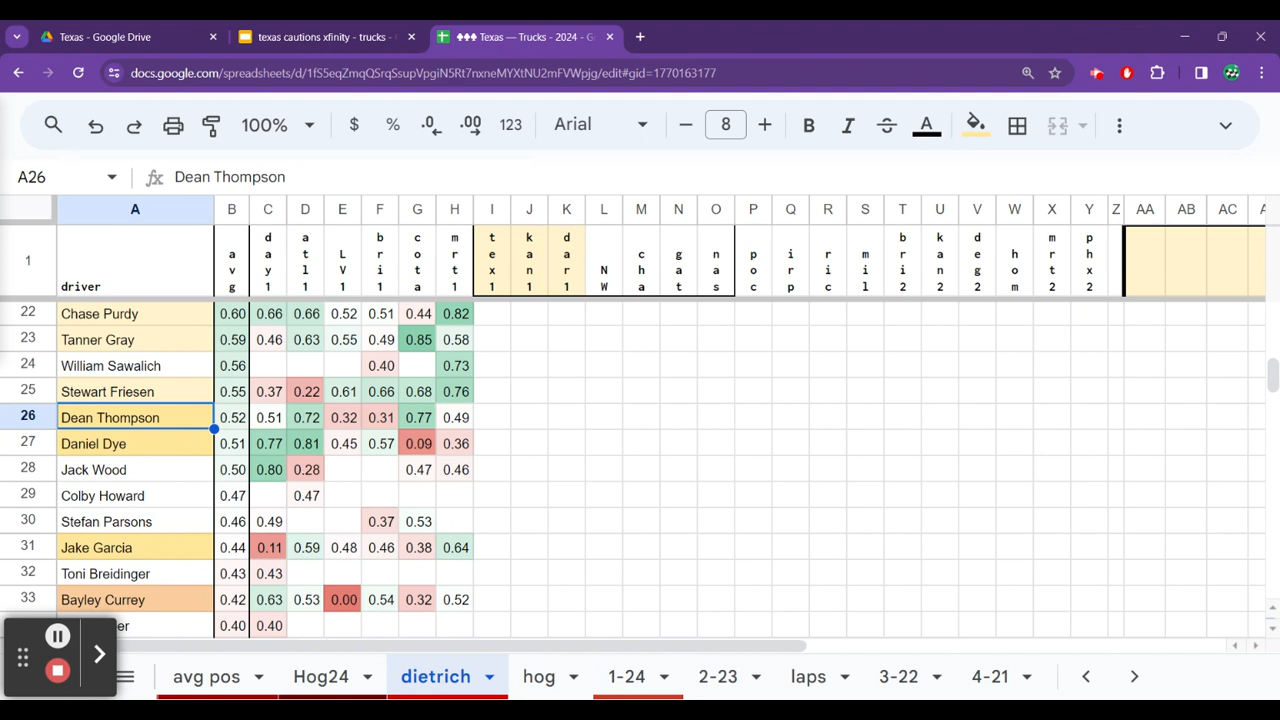 Texas - Google Drive
texas cautions xfinity - trucks -
♦♦♦ Texas — Trucks - 2024 - G
docs.google.com/spreadsheets/d/1fS5eqZmqQSrqSsupVpgiN5Rt7nxneMYXtNU2mFVWpjg/edit#gid=1770163177
100% $ % .0 .00 123 Arial 8 B I S A
A26 fx Dean Thompson
A B C D E F G H I J K L M N O P Q R S T U V W X Y Z AA AB AC A
1 driver avg day1 atl1 LV1 bri1 cota mrt1 tex1 kan1 dar1 NW cha gat nas poc irp ric mil bri2 kan2 deg2 hom mrt2 phx2
22 Chase Purdy 0.60 0.66 0.66 0.52 0.51 0.44 0.82
23 Tanner Gray 0.59 0.46 0.63 0.55 0.49 0.85 0.58
24 William Sawalich 0.56 0.40 0.73
25 Stewart Friesen 0.55 0.37 0.22 0.61 0.66 0.68 0.76
26 Dean Thompson 0.52 0.51 0.72 0.32 0.31 0.77 0.49
27 Daniel Dye 0.51 0.77 0.81 0.45 0.57 0.09 0.36
28 Jack Wood 0.50 0.80 0.28 0.47 0.46
29 Colby Howard 0.47 0.47
30 Stefan Parsons 0.46 0.49 0.37 0.53
31 Jake Garcia 0.44 0.11 0.59 0.48 0.46 0.38 0.64
32 Toni Breidinger 0.43 0.43
33 Bayley Currey 0.42 0.63 0.53 0.00 0.54 0.32 0.52
er 0.40 0.40
avg pos Hog24 dietrich hog 1-24 2-23 laps 3-22 4-21